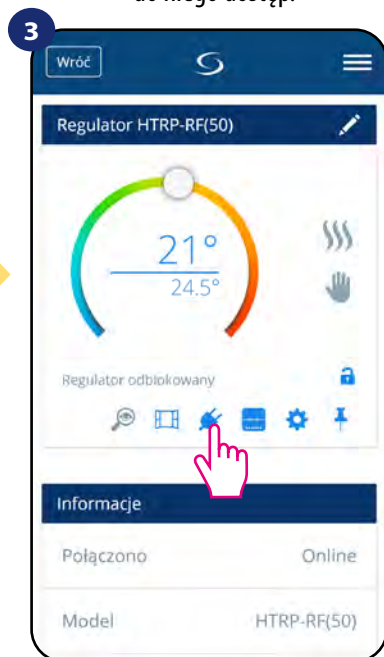 do niego dostęp.
3
Wróć
Regulator HTRP-RF(50)
21°
24.5°
Regulator odblokowany
Informacje
Połączono Online
Model HTRP-RF(50)